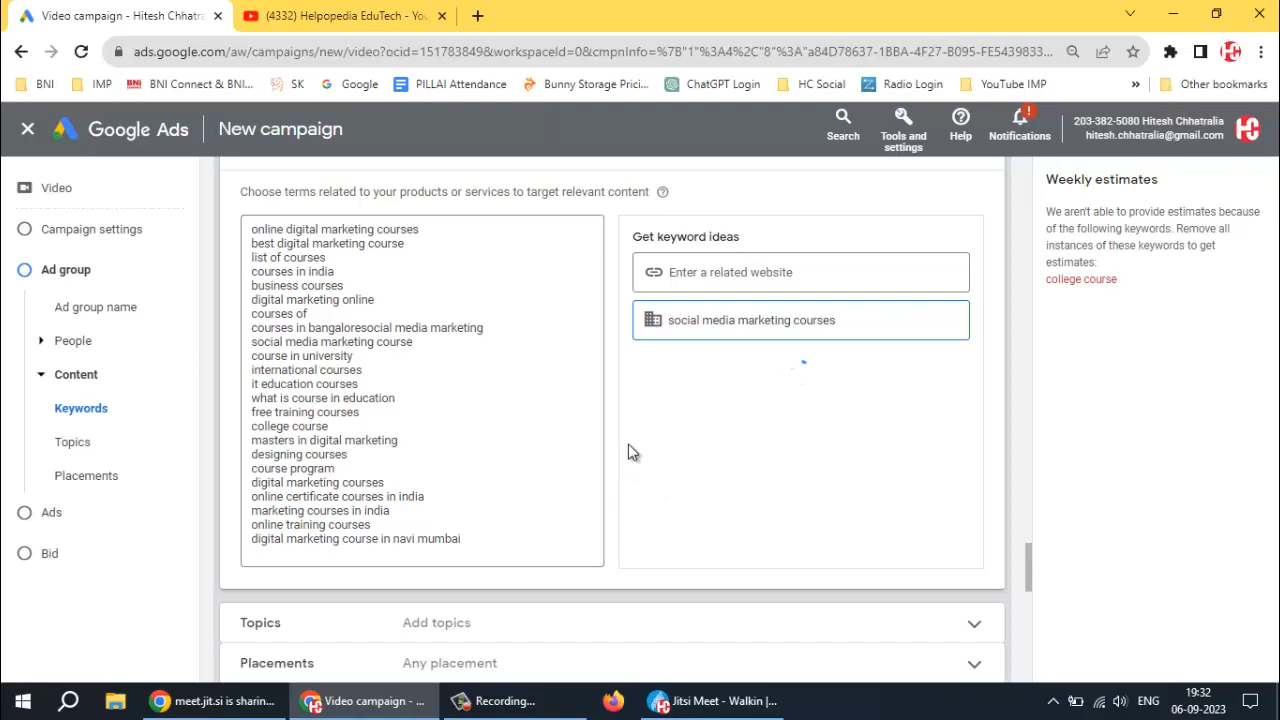 Video campaign - Hitesh Chhatra
(4332) Helpopedia EduTech - You
ads.google.com/aw/campaigns/new/video?ocid=151783849&workspaceId=0&cmpnInfo=%7B"1"%3A4%2C"8"%3A"a84D78637-1BBA-4F27-B095-FE5439833...
BNI
IMP
BNI Connect & BNI...
SK
Google
PILLAI Attendance
Bunny Storage Prici...
ChatGPT Login
HC Social
Radio Login
YouTube IMP
»
Other bookmarks
Google Ads
New campaign
Search
Tools and
settings
Help
Notifications
203-382-5080 Hitesh Chhatralia
hitesh.chhatralia@gmail.com
Video
Campaign settings
Ad group
Ad group name
People
Content
Keywords
Topics
Placements
Ads
Bid
Choose terms related to your products or services to target relevant content
online digital marketing courses
best digital marketing course
list of courses
courses in india
business courses
digital marketing online
courses of
courses in bangaloresocial media marketing
social media marketing course
course in university
international courses
it education courses
what is course in education
free training courses
college course
masters in digital marketing
designing courses
course program
digital marketing courses
online certificate courses in india
marketing courses in india
online training courses
digital marketing course in navi mumbai
Get keyword ideas
Enter a related website
social media marketing courses
Topics
Add topics
Placements
Any placement
Weekly estimates
We aren't able to provide estimates because
of the following keywords. Remove all
instances of these keywords to get
estimates:
college course
meet.jit.si is sharin...
Video campaign - ...
Recording...
Jitsi Meet - Walkin |...
ENG
19:32
06-09-2023